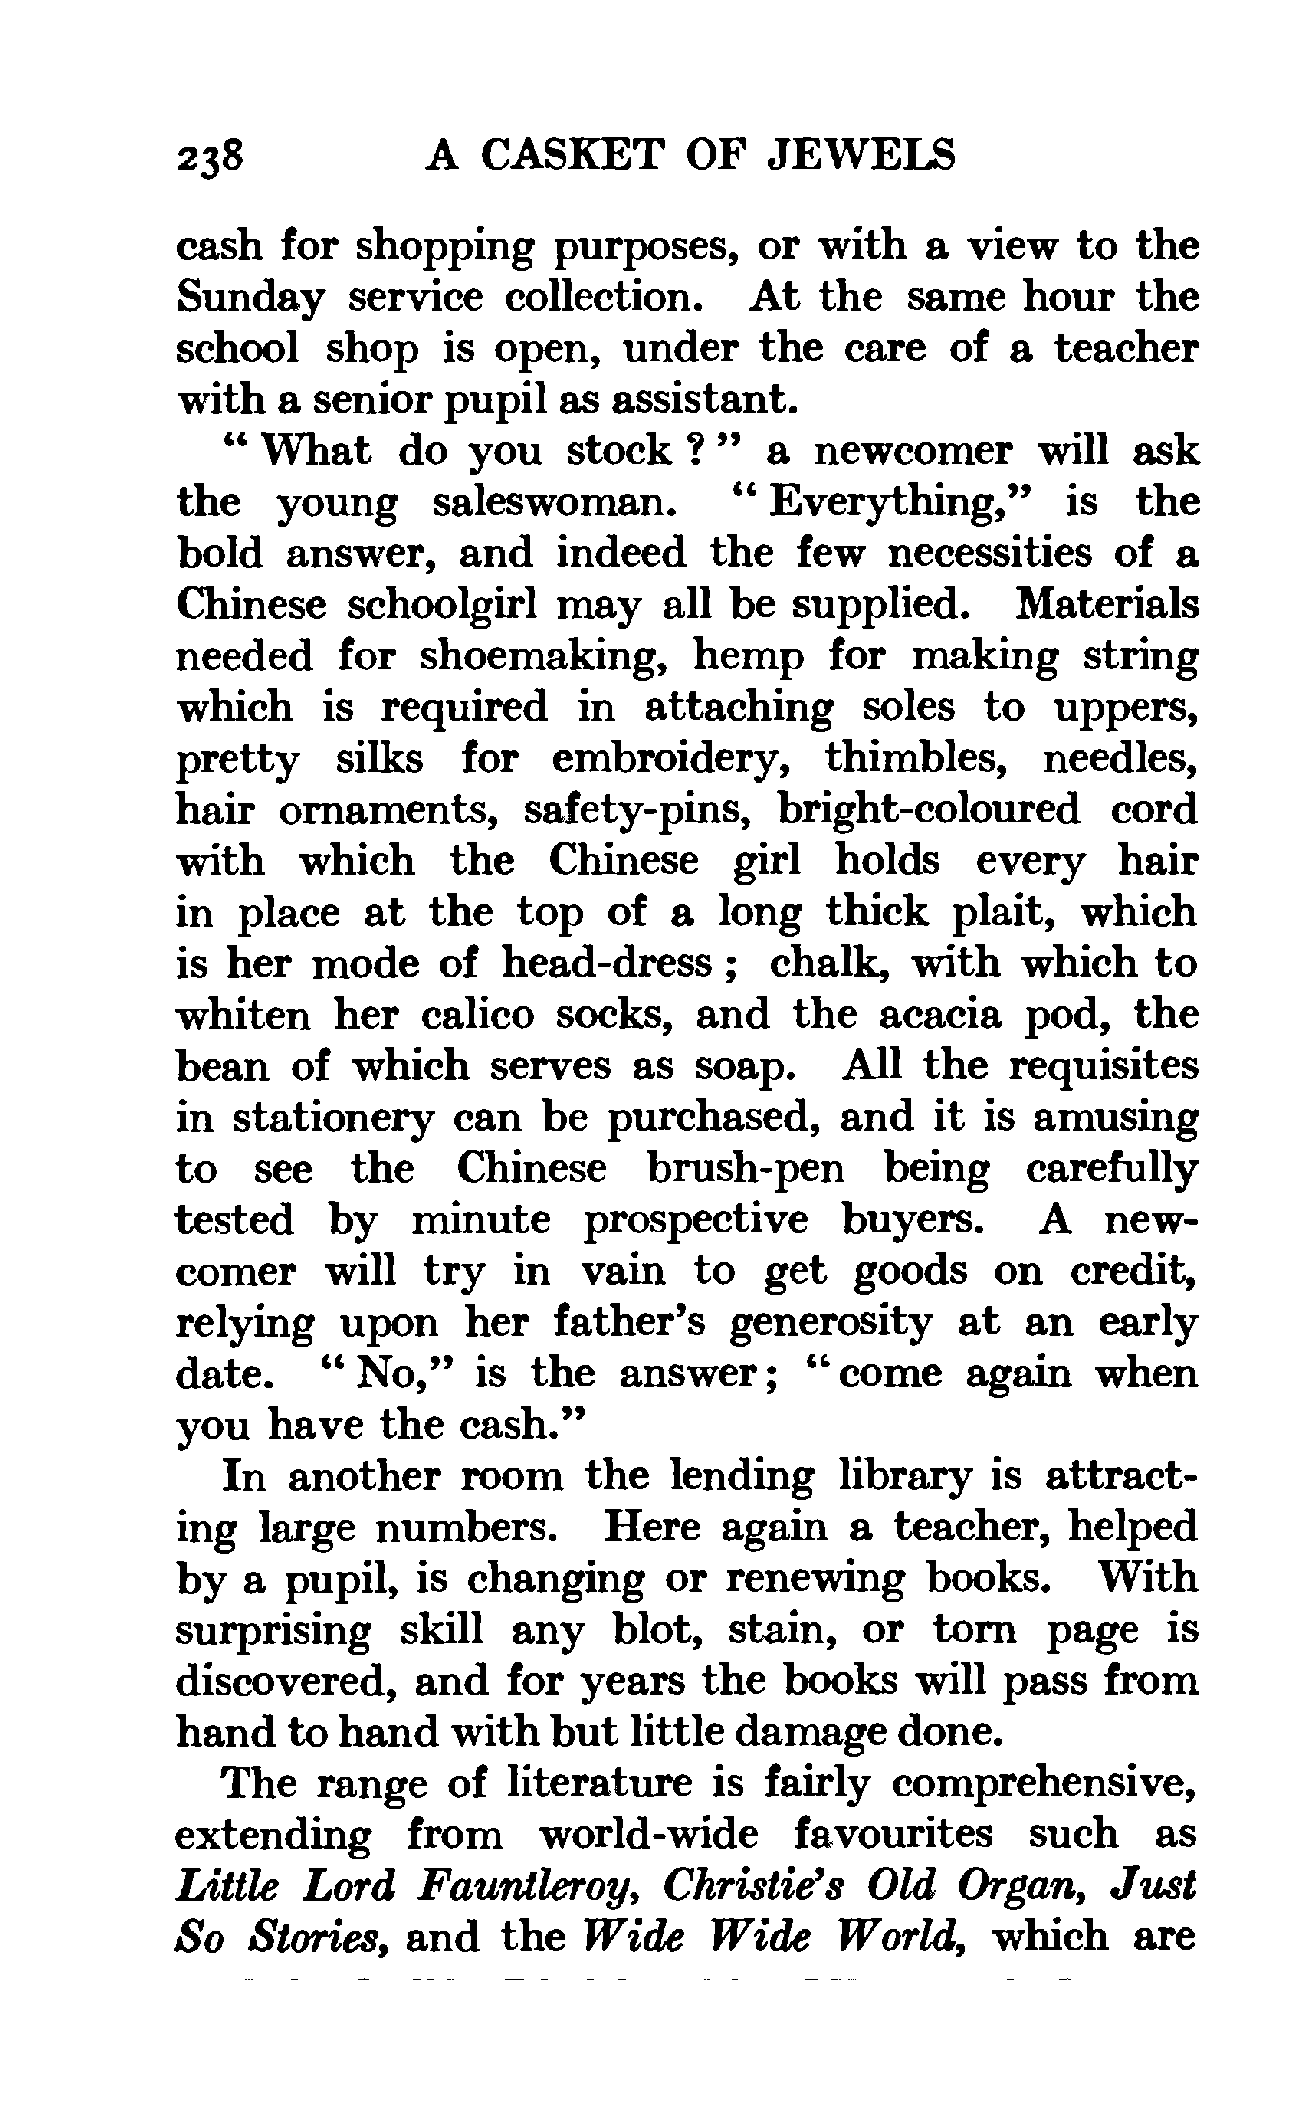 238 A CASKET OF JEWELS
cash for shopping purposes, or with a view to the
Sunday service collection. At the same hour the
school shop is open, under the care of a teacher
with a senior pupil as assistant.
“ What do you stock ? ” a newcomer will ask
the young saleswoman. “ Everything,” is the
bold answer, and indeed the few necessities of a
Chinese schoolgirl may all be supplied. Materials
needed for shoemaking, hemp for making string
which is required in attaching soles to uppers,
pretty silks for embroidery, thimbles, needles,
hair ornaments, safety-pins, bright-coloured cord
with which the Chinese girl holds every hair
in place at the top of a long thick plait, which
is her mode of head-dress ; chalk, with which to
whiten her calico socks, and the acacia pod, the
bean of which serves as soap. All the requisites
in stationery can be purchased, and it is amusing
to see the Chinese brush-pen being carefully
tested by minute prospective buyers. A new-
comer will try in vain to get goods on credit,
relying upon her father’s generosity at an early
date. “ No,” is the answer ; “ come again when
you have the cash.”
In another room the lending library is attract-
ing large numbers. Here again a teacher, helped
by a pupil, is changing or renewing books. With
surprising skill any blot, stain, or torn page is
discovered, and for years the books will pass from
hand to hand with but little damage done.
The range of literature is fairly comprehensive,
extending from world-wide favourites such as
Little Lord Fauntleroy, Christie’s Old Organ, Just
So Stories, and the Wide Wide World, which are